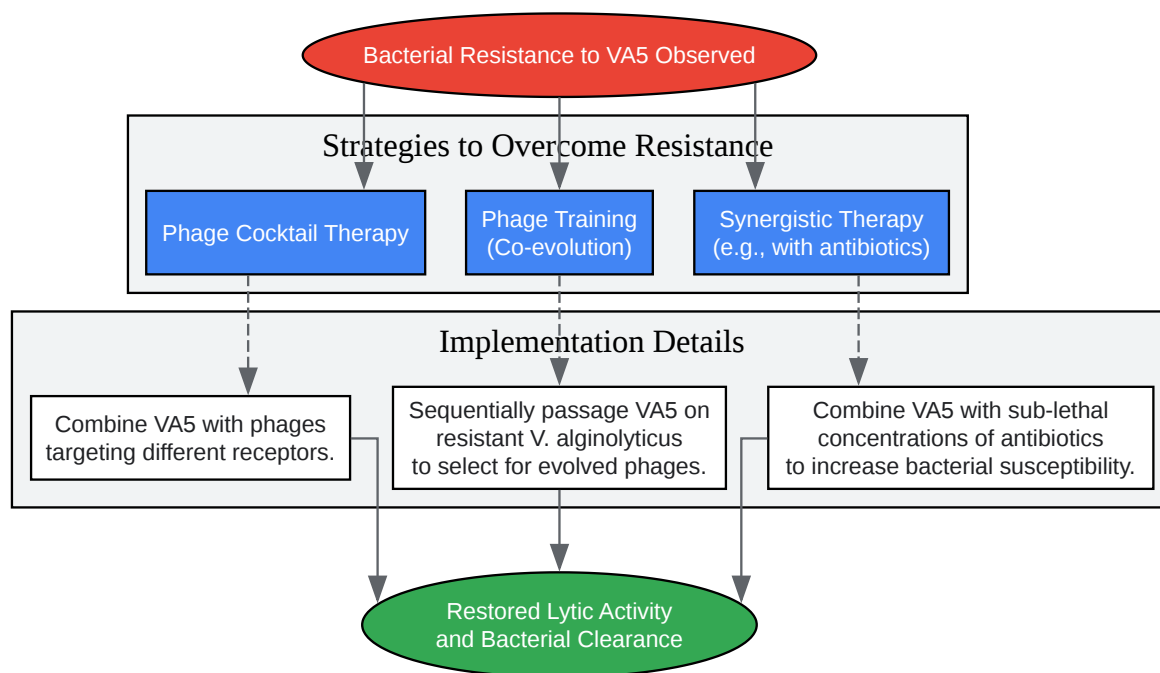 Bacterial Resistance to VA5 Observed
Strategies to Overcome Resistance
Phage Cocktail Therapy
Phage Training
(Co-evolution)
Synergistic Therapy
(e.g., with antibiotics)
Implementation Details
Combine VA5 with phages
targeting different receptors.
Sequentially passage VA5 on
resistant V. alginolyticus
to select for evolved phages.
Combine VA5 with sub-lethal
concentrations of antibiotics
to increase bacterial susceptibility.
Restored Lytic Activity
and Bacterial Clearance